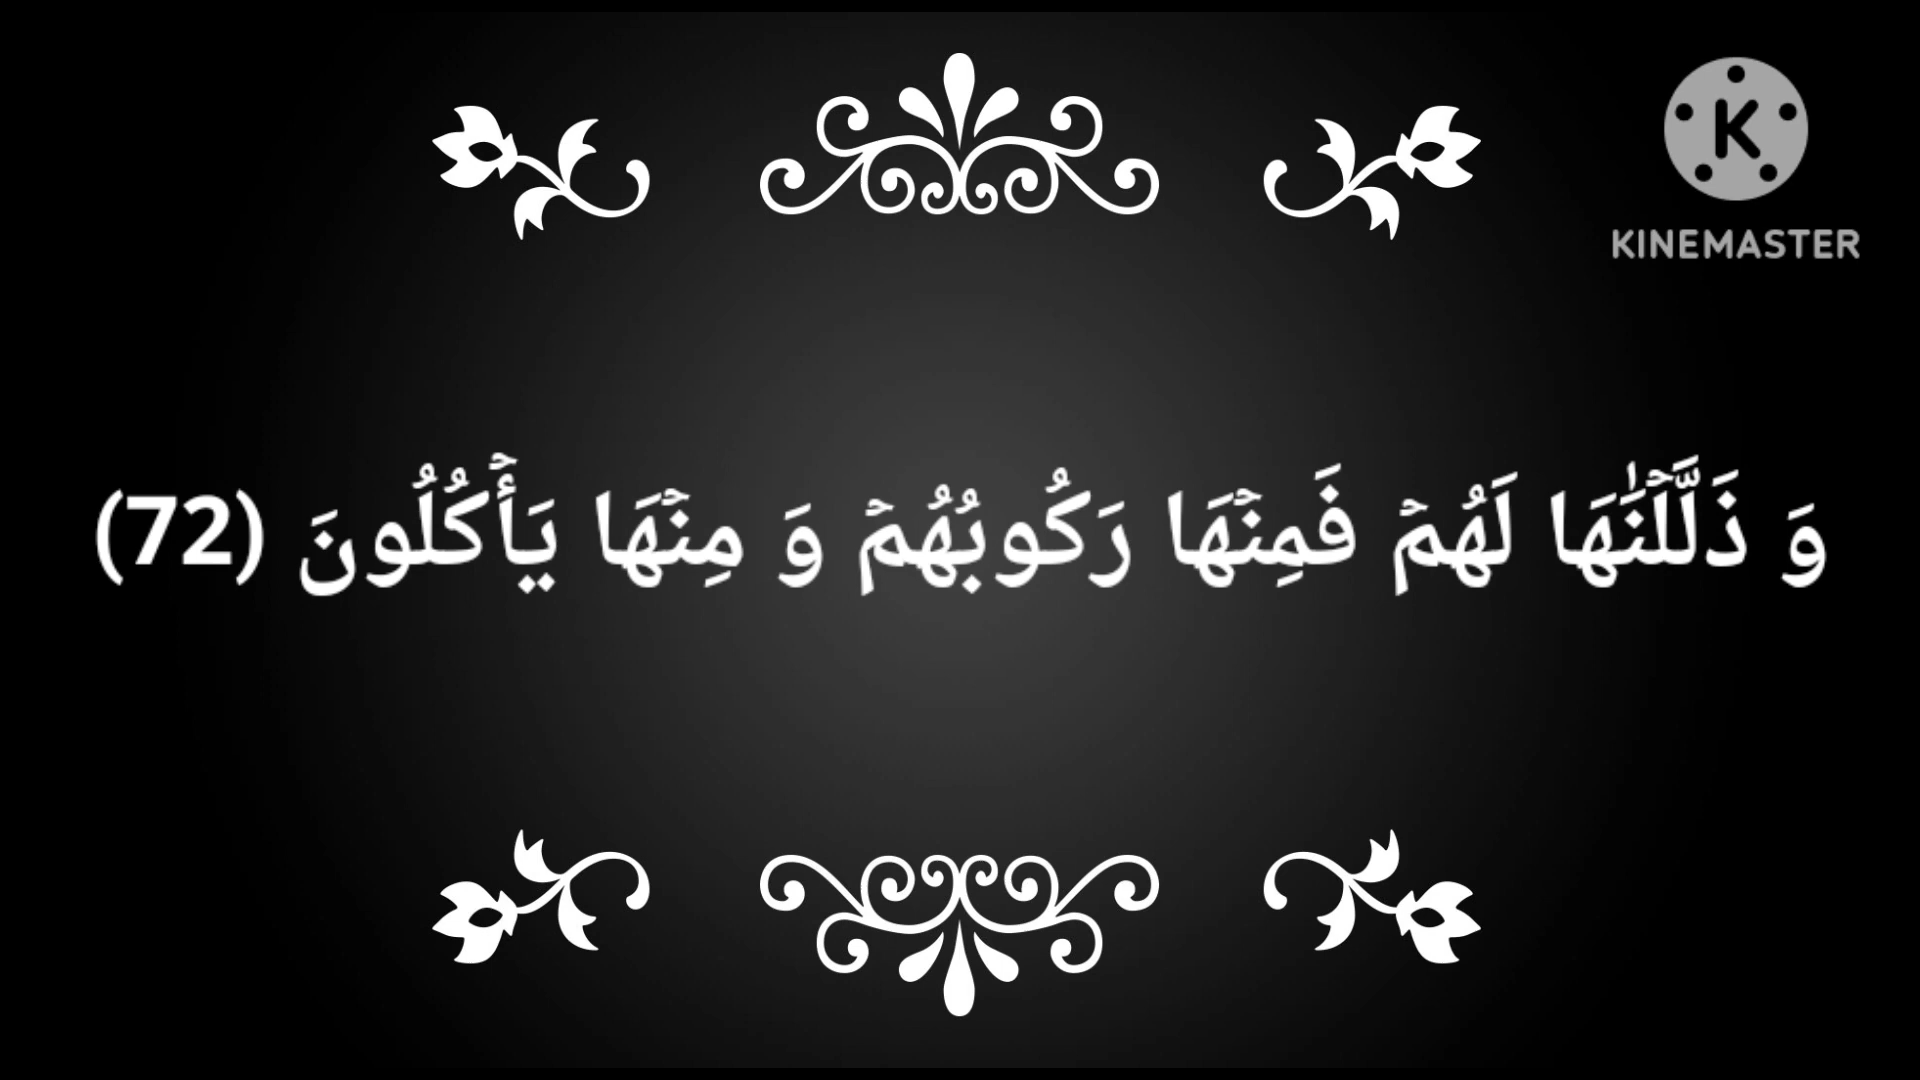 KINEMASTER
وَ ذَلَّلۡنٰهَا لَهُمۡ فَمِنۡهَا رَكُوبُهُمۡ وَ مِنۡهَا يَأۡكُلُونَ (72)